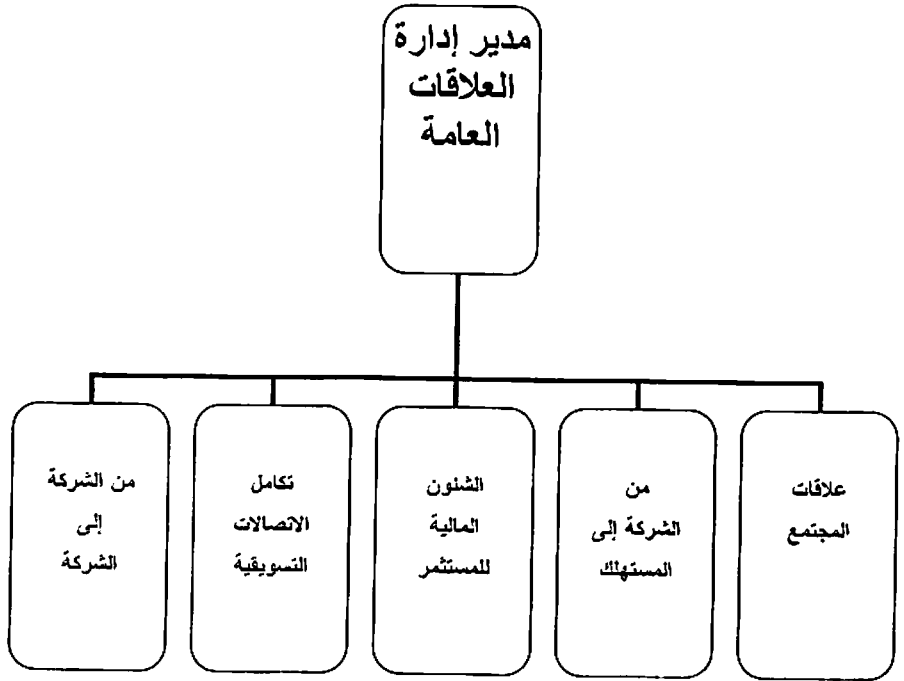 مدير إدارة
العلاقات
العامة
علاقات
المجتمع
من
الشركة إلى
المستهلك
الشئون
المالية
للمستثمر
تكامل
الاتصالات
التسويقية
من الشركة
إلى
الشركة